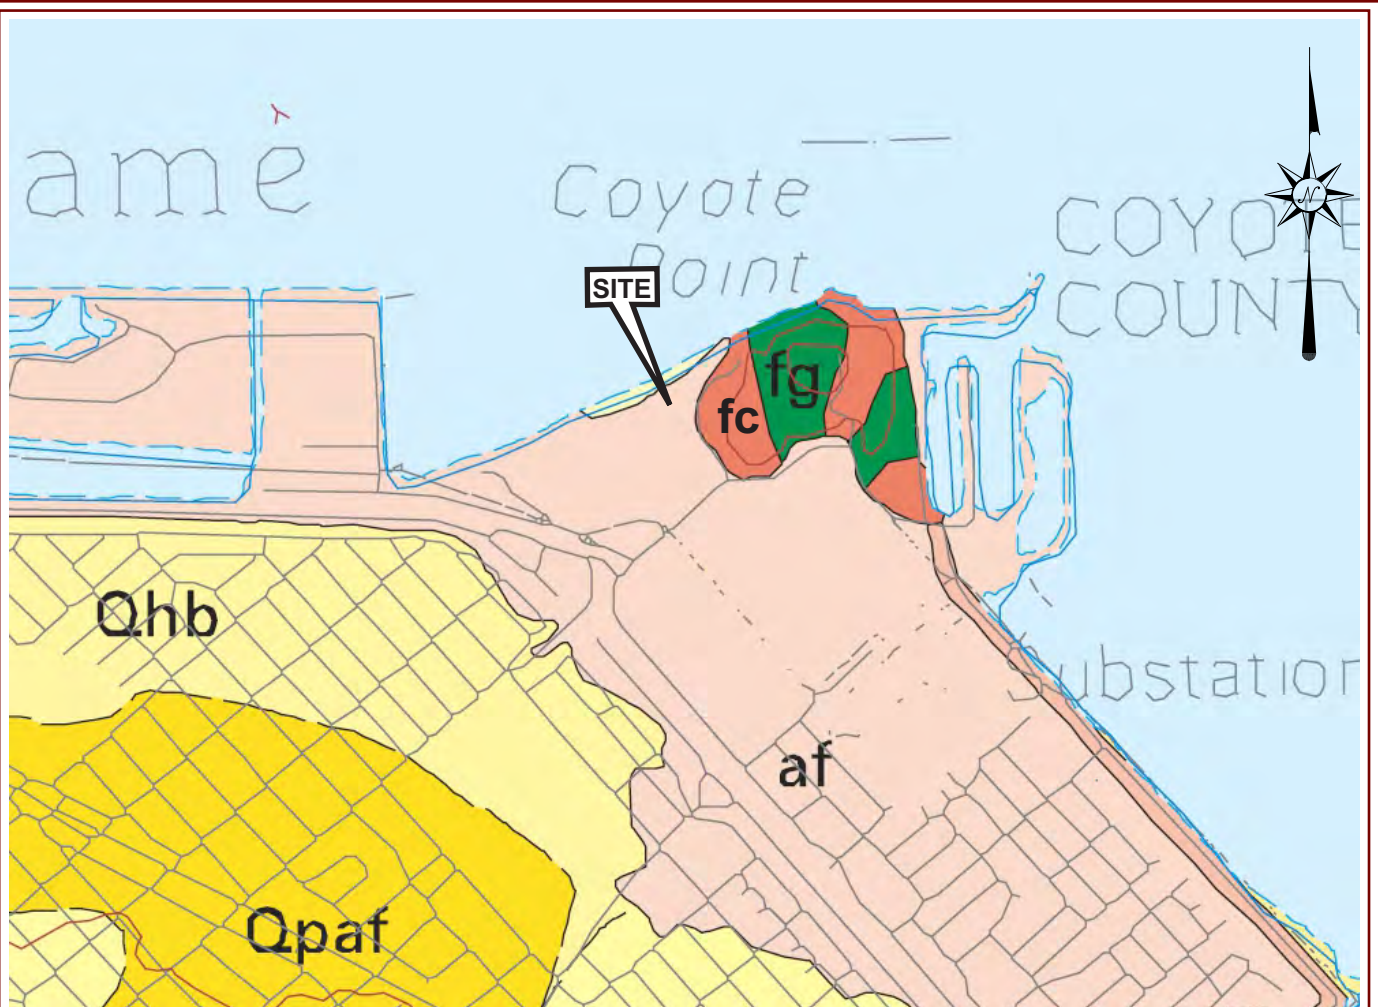 ame
Coyote
Point
COYOTE
COUNTY
N
SITE
fg
fc
Qhb
Substation
af
Qpaf